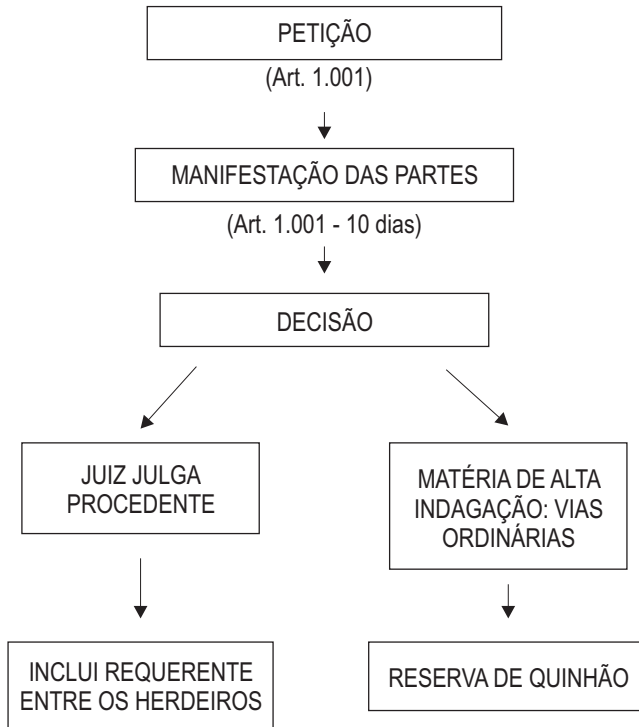 PETIÇÃO
(Art. 1.001)
MANIFESTAÇÃO DAS PARTES
(Art. 1.001 - 10 dias)
DECISÃO
JUIZ JULGA
PROCEDENTE
MATÉRIA DE ALTA
INDAGAÇÃO: VIAS
ORDINÁRIAS
INCLUI REQUERENTE
ENTRE OS HERDEIROS
RESERVA DE QUINHÃO